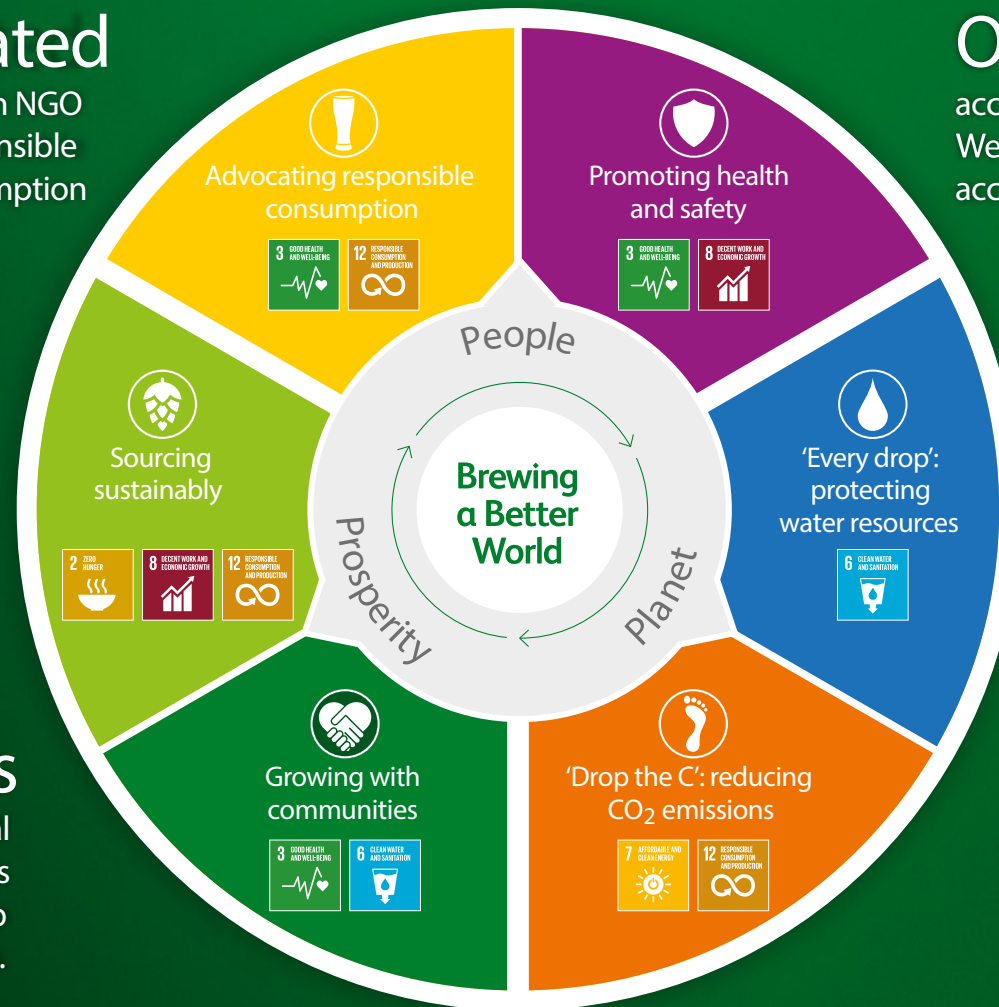 ated
NGO
nsible
mption
O
acc
We
acc
Advocating responsible
consumption
3 GOOD HEALTH
AND WELL-BEING
12 RESPONSIBLE
CONSUMPTION
AND PRODUCTION
Promoting health
and safety
3 GOOD HEALTH
AND WELL-BEING
8 DECENT WORK AND
ECONOMIC GROWTH
People
Sourcing
sustainably
2 ZERO
HUNGER
8 DECENT WORK AND
ECONOMIC GROWTH
12 RESPONSIBLE
CONSUMPTION
AND PRODUCTION
Brewing
a Better
World
'Every drop':
protecting
water resources
6 CLEAN WATER
AND SANITATION
Prosperity
Planet
Growing with
communities
3 GOOD HEALTH
AND WELL-BEING
6 CLEAN WATER
AND SANITATION
'Drop the C': reducing
CO2 emissions
7 AFFORDABLE AND
CLEAN ENERGY
12 RESPONSIBLE
CONSUMPTION
AND PRODUCTION
s